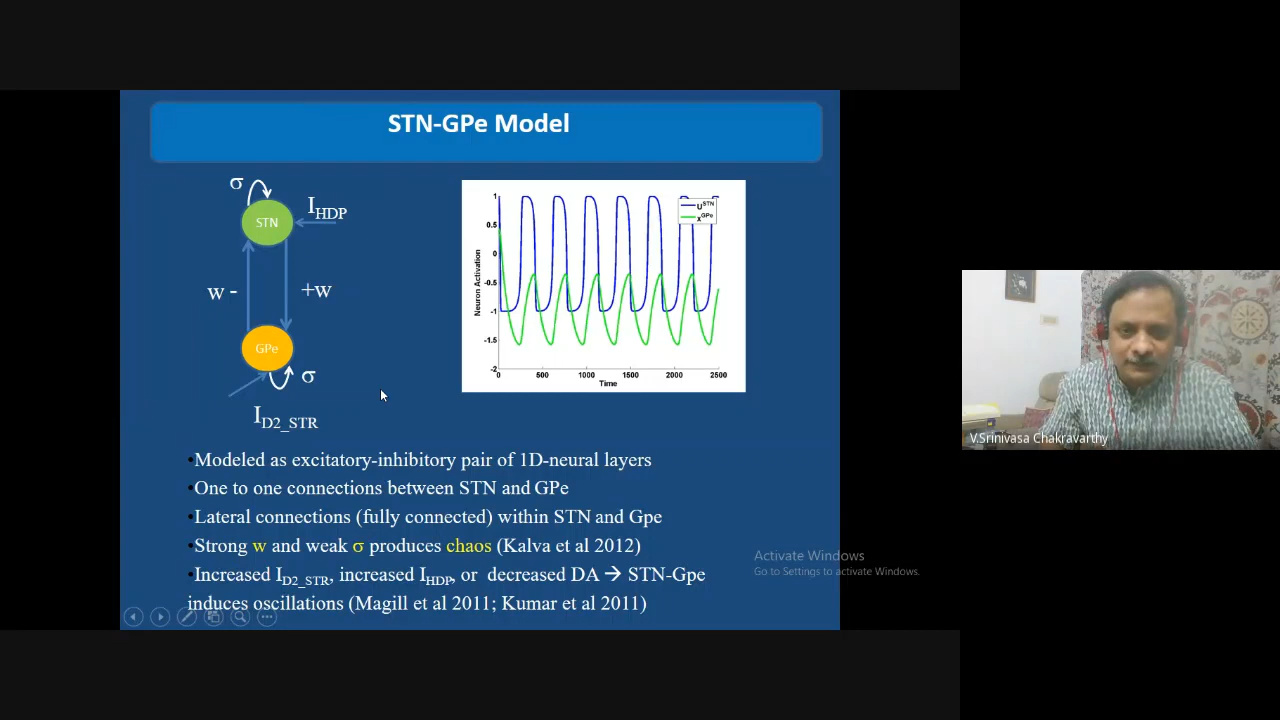 STN-GPe Model
σ
STN
I_HDP
w -
+w
GPe
σ
I_D2_STR
1
0.5
0
-0.5
-1
-1.5
-2
0
500
1000
1500
2000
2500
Neuron Activation
Time
U^STN
x^GPe
•Modeled as excitatory-inhibitory pair of 1D-neural layers
•One to one connections between STN and GPe
•Lateral connections (fully connected) within STN and Gpe
•Strong w and weak σ produces chaos (Kalva et al 2012)
•Increased I_D2_STR, increased I_HDP, or decreased DA → STN-Gpe
induces oscillations (Magill et al 2011; Kumar et al 2011)
V.Srinivasa Chakravarthy
Activate Windows
Go to Settings to activate Windows.